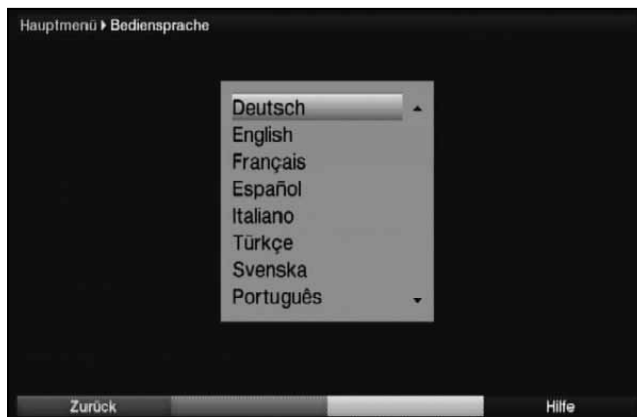 Hauptmenü ▸ Bediensprache
Deutsch
English
Français
Español
Italiano
Türkçe
Svenska
Português
Zurück Hilfe